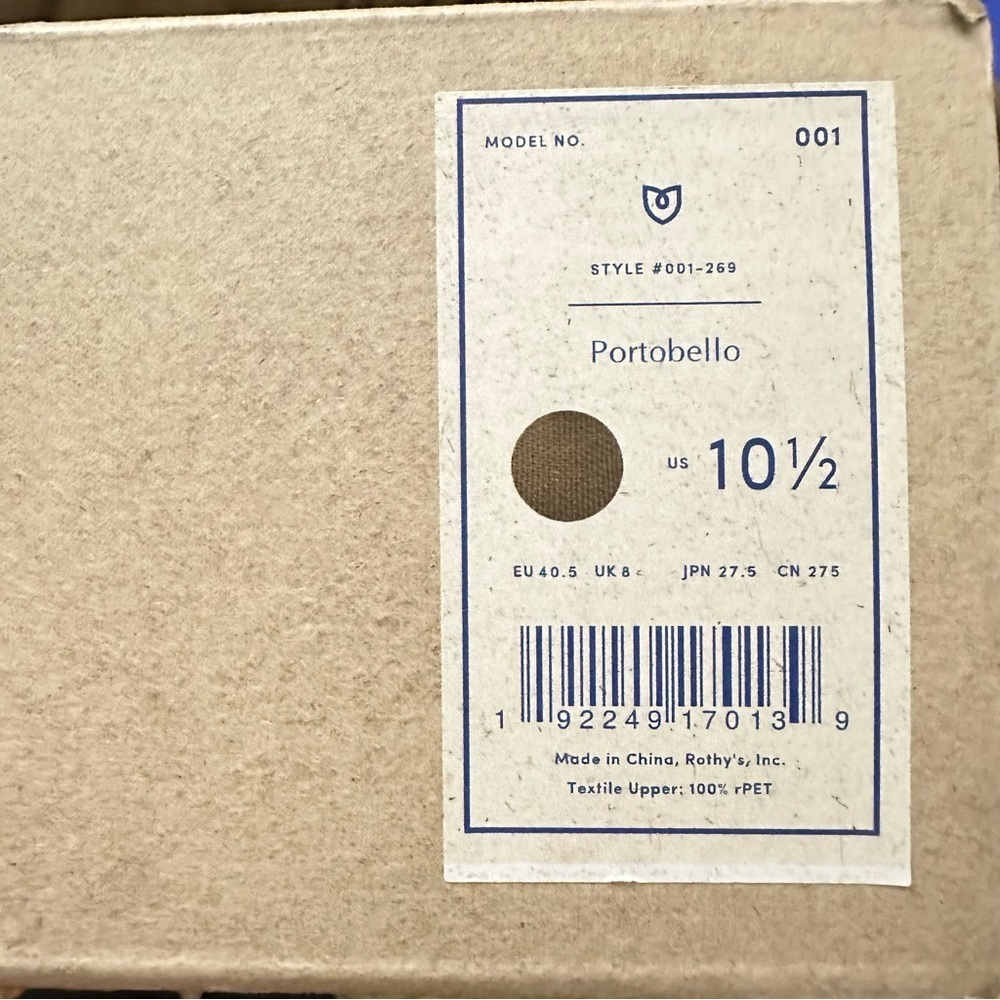 MODEL NO. 001
STYLE #001-269
Portobello
US 10½
EU 40.5 UK 8 JPN 27.5 CN 275
1 92249 17013 9
Made in China, Rothy's, Inc.
Textile Upper: 100% rPET